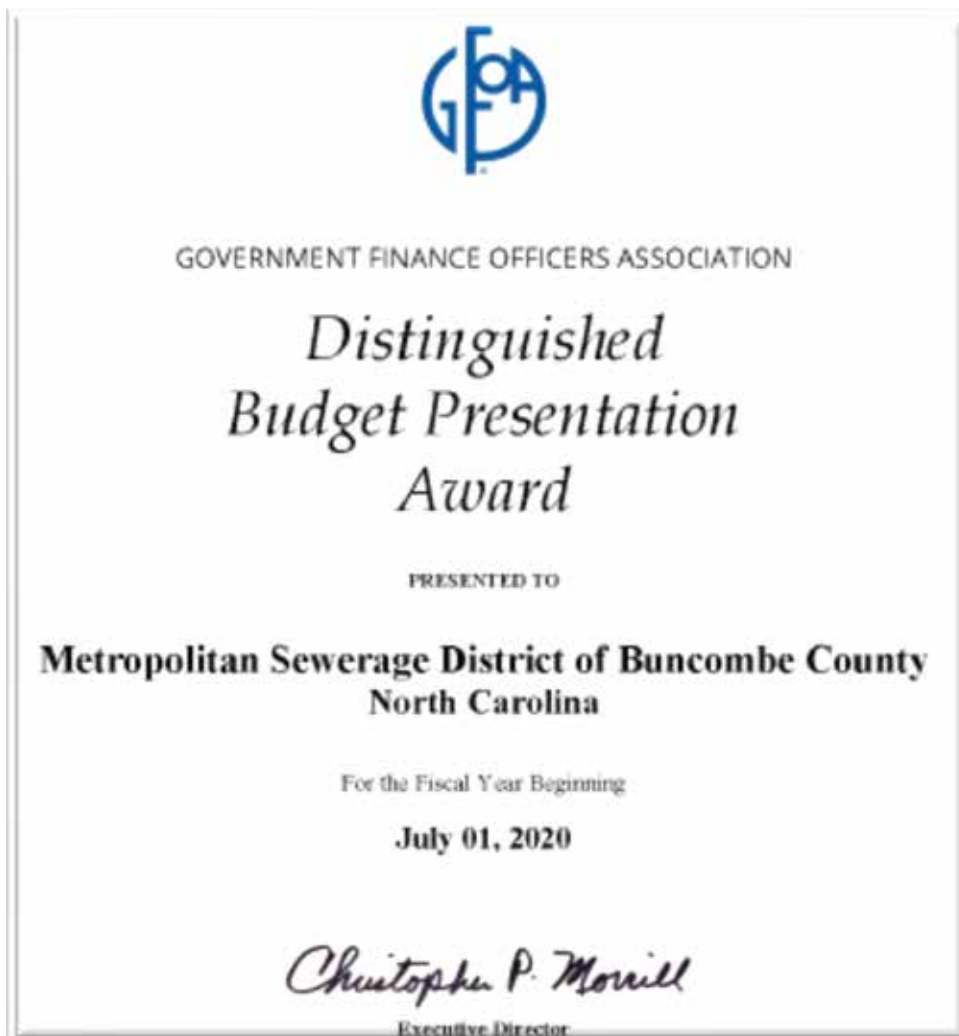 GFOA
GOVERNMENT FINANCE OFFICERS ASSOCIATION
Distinguished
Budget Presentation
Award
PRESENTED TO
Metropolitan Sewerage District of Buncombe County
North Carolina
For the Fiscal Year Beginning
July 01, 2020
Christopher P. Morrill
Executive Director